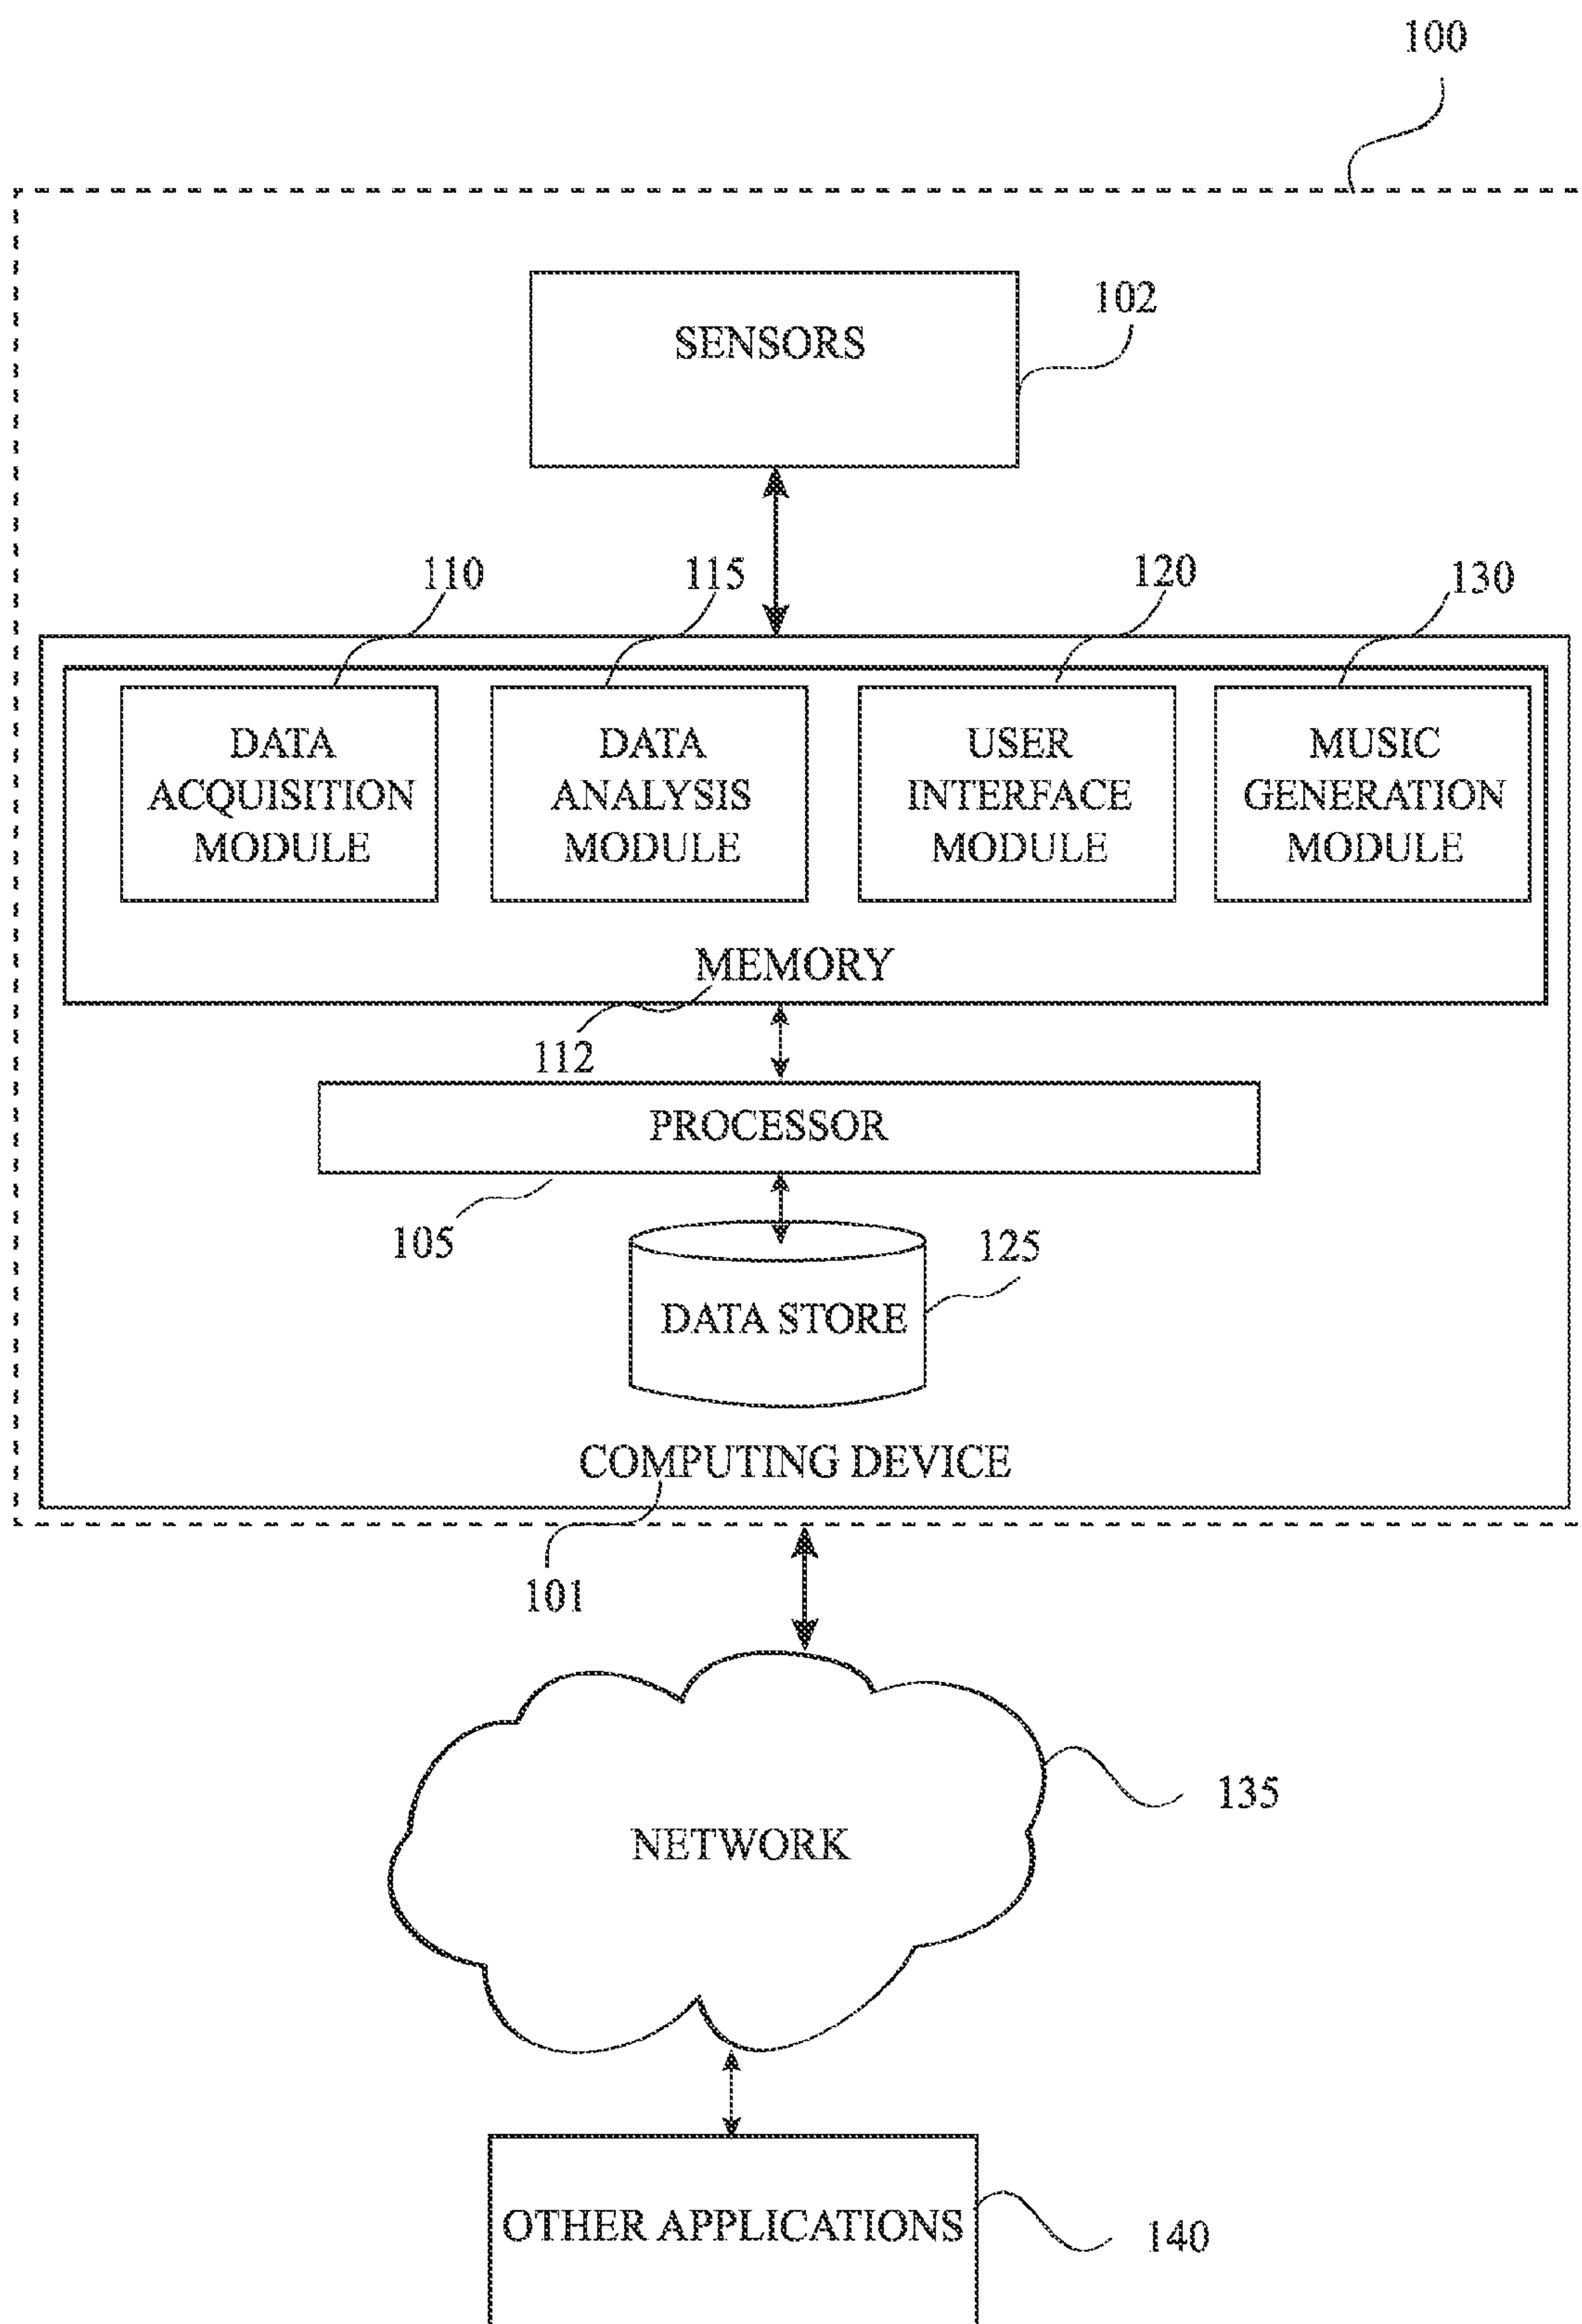 100
SENSORS
102
110
115
120
130
DATA
ACQUISITION
MODULE
DATA
ANALYSIS
MODULE
USER
INTERFACE
MODULE
MUSIC
GENERATION
MODULE
MEMORY
112
PROCESSOR
105
125
DATA STORE
COMPUTING DEVICE
101
135
NETWORK
OTHER APPLICATIONS
140